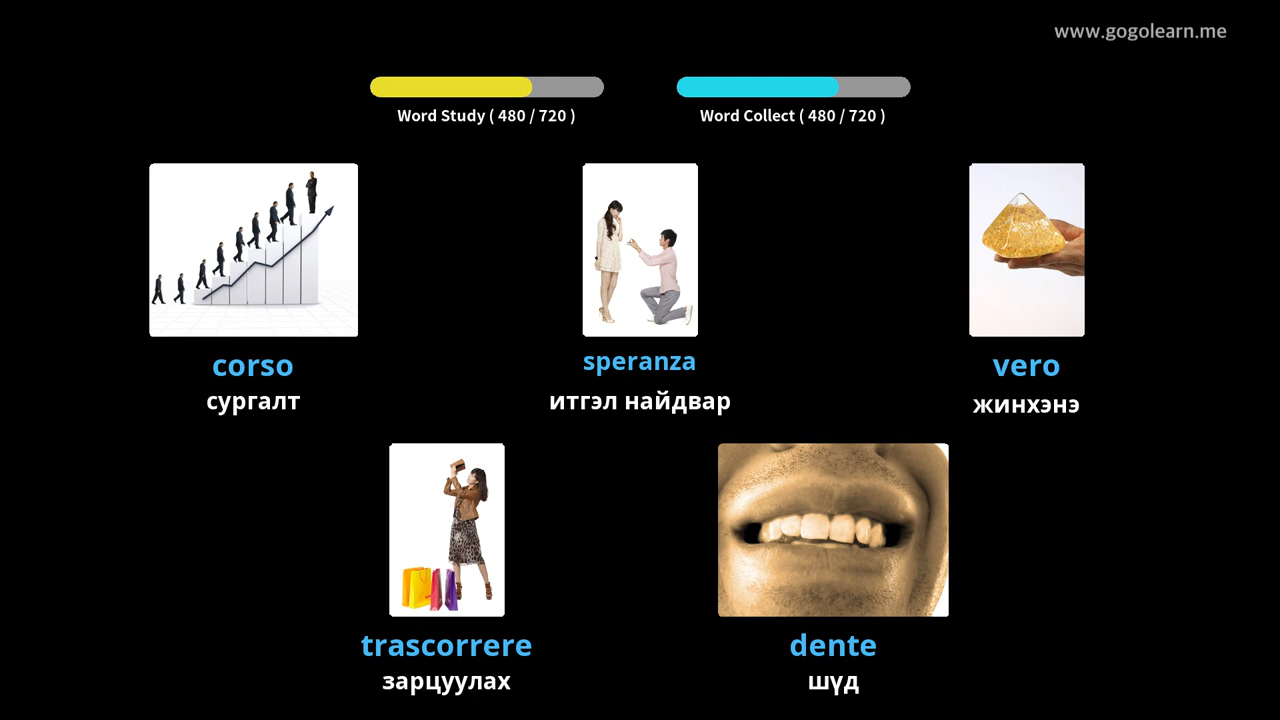 www.gogolearn.me
Word Study ( 480 / 720 )
Word Collect ( 480 / 720 )
corso
сургалт
speranza
итгэл найдвар
vero
жинхэнэ
trascorrere
зарцуулах
dente
шүд